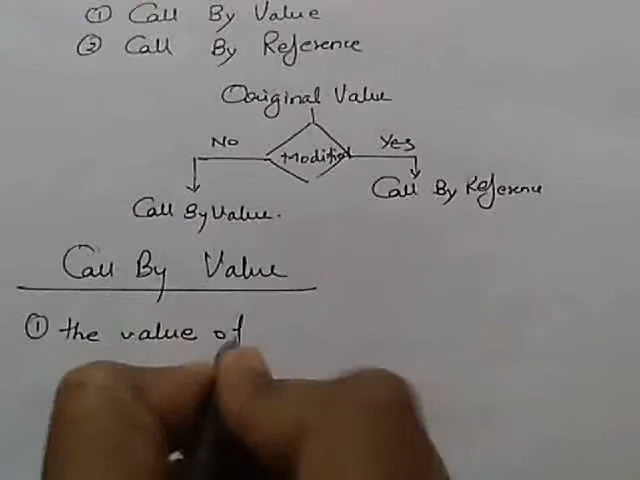 ① Call By Value
② Call By Reference
Original Value
No Modified Yes
Call By Value.
Call By Reference
Call By Value
① the value of